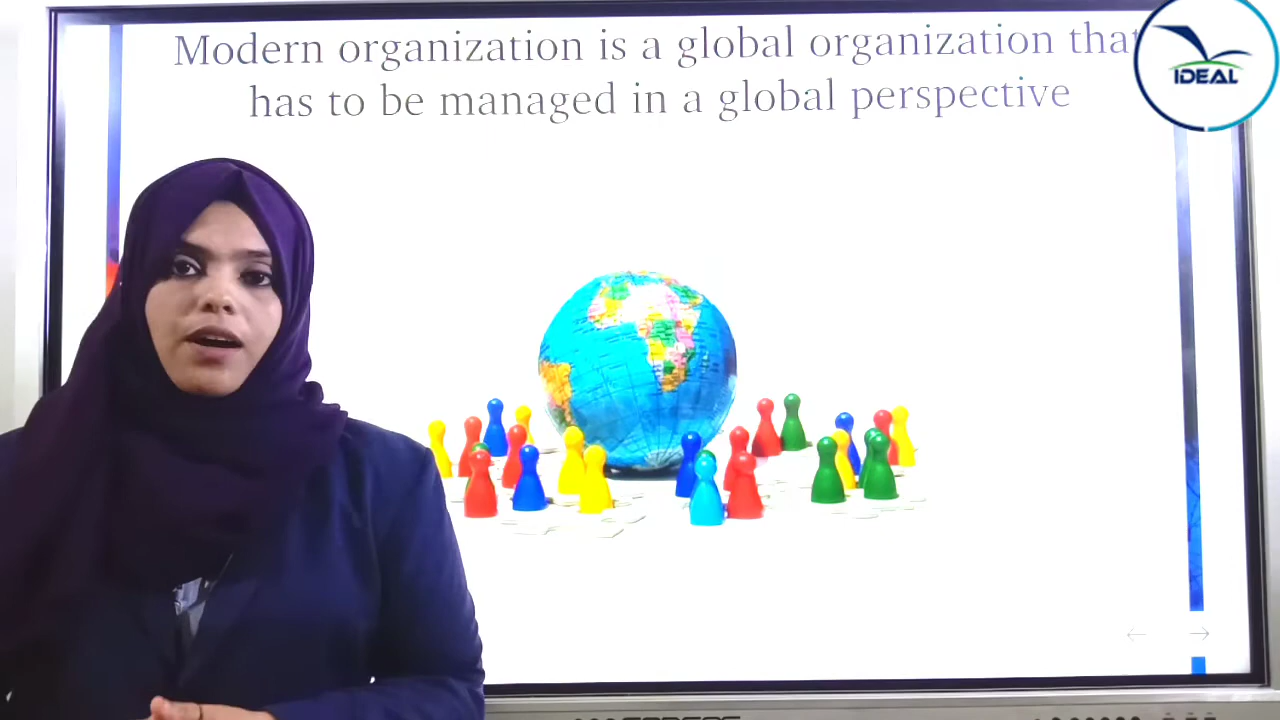 Modern organization is a global organization that
has to be managed in a global perspective
IDEAL